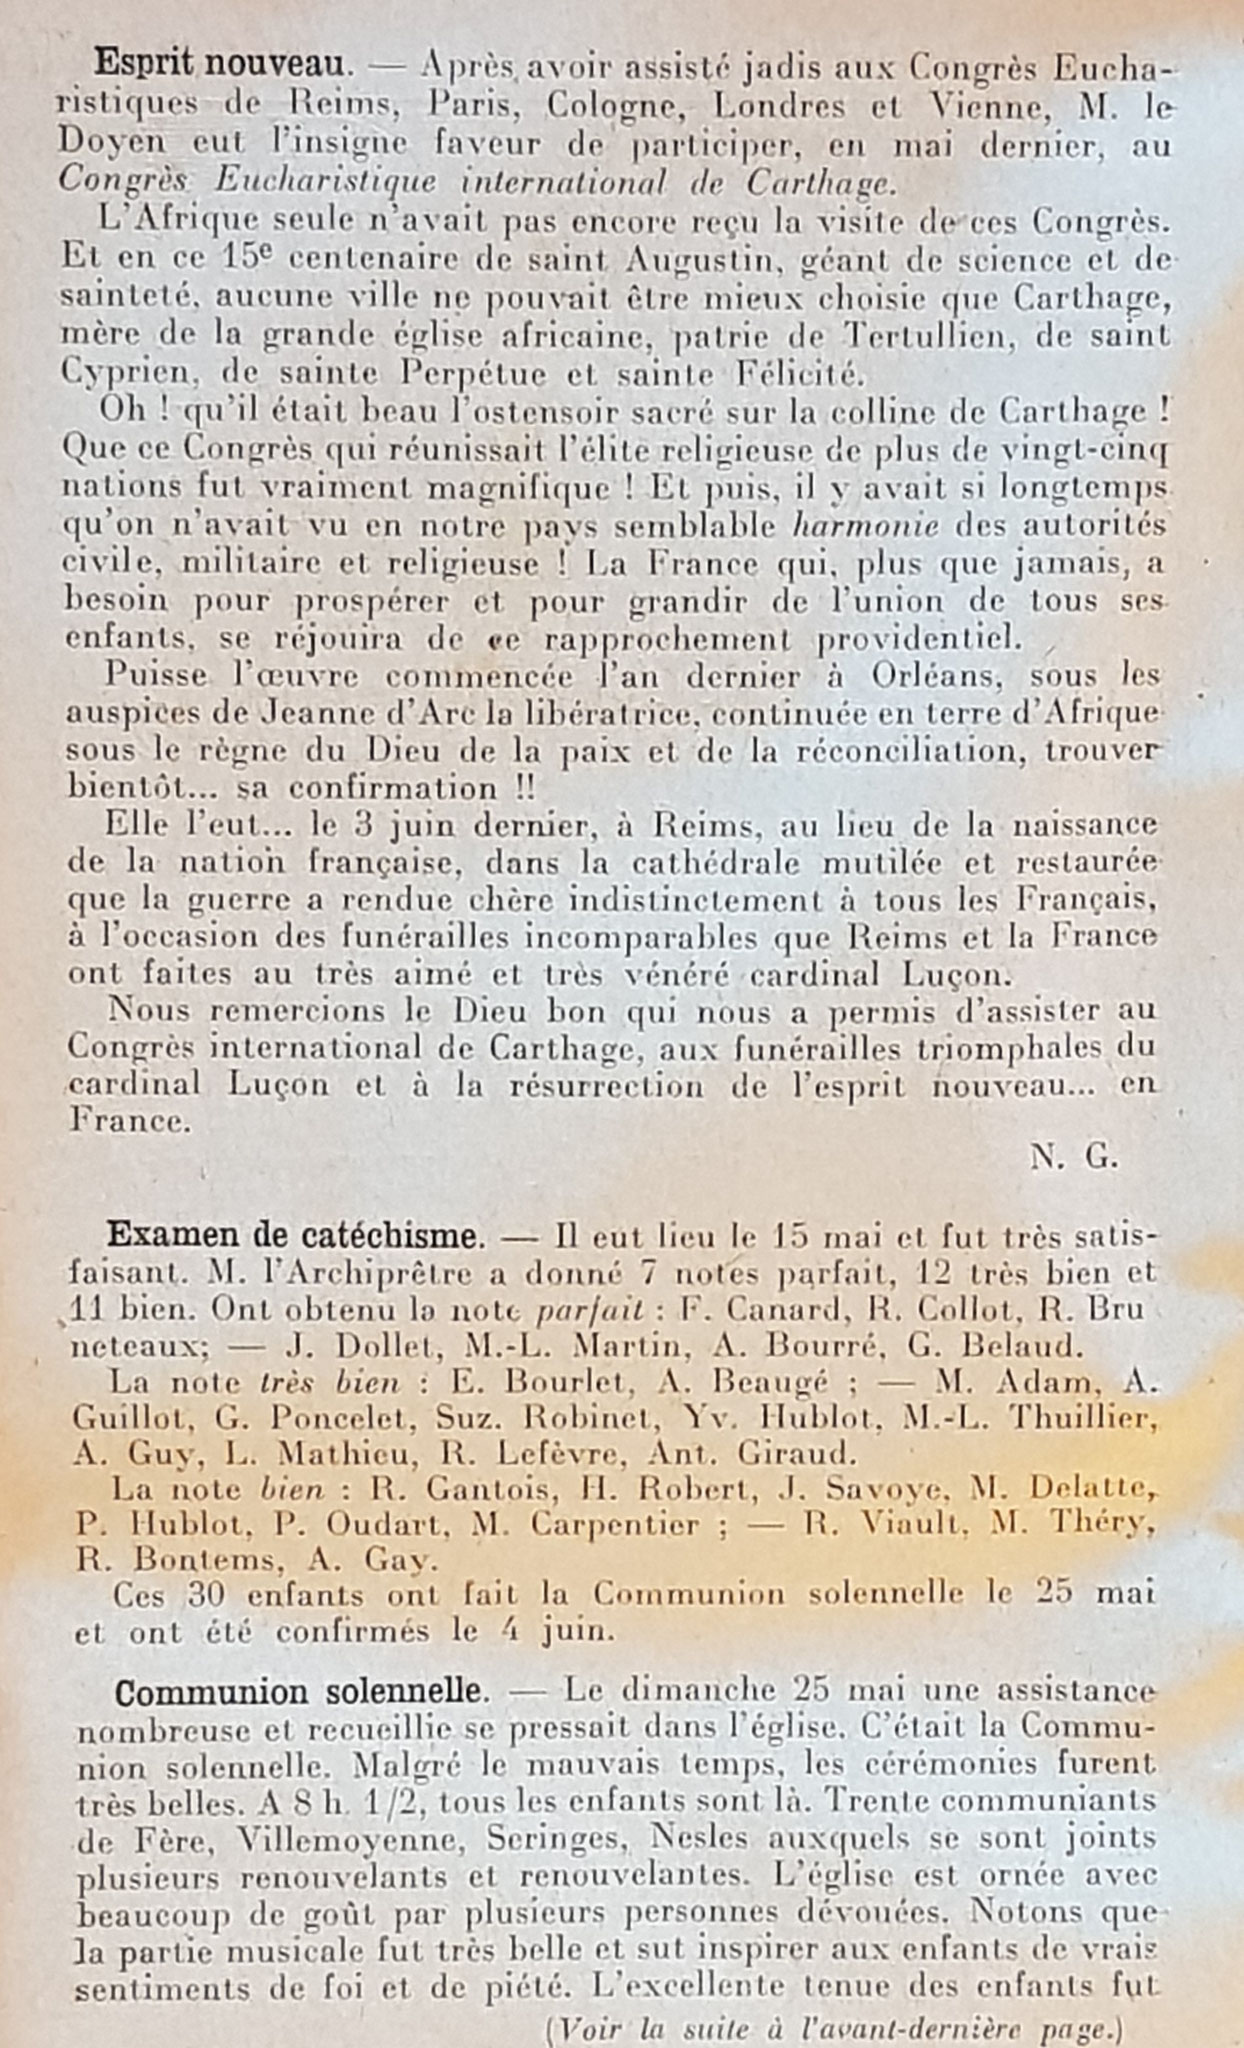 Esprit nouveau. — Après avoir assisté jadis aux Congrès Eucha-
ristiques de Reims, Paris, Cologne, Londres et Vienne, M. le
Doyen eut l'insigne faveur de participer, en mai dernier, au
Congrès Eucharistique international de Carthage.
L'Afrique seule n'avait pas encore reçu la visite de ces Congrès.
Et en ce 15e centenaire de saint Augustin, géant de science et de
sainteté, aucune ville ne pouvait être mieux choisie que Carthage,
mère de la grande église africaine, patrie de Tertullien, de saint
Cyprien, de sainte Perpétue et sainte Félicité.
Oh ! qu'il était beau l'ostensoir sacré sur la colline de Carthage !
Que ce Congrès qui réunissait l'élite religieuse de plus de vingt-cinq
nations fut vraiment magnifique ! Et puis, il y avait si longtemps
qu'on n'avait vu en notre pays semblable harmonie des autorités
civile, militaire et religieuse ! La France qui, plus que jamais, a
besoin pour prospérer et pour grandir de l'union de tous ses
enfants, se réjouira de ce rapprochement providentiel.
Puisse l'œuvre commencée l'an dernier à Orléans, sous les
auspices de Jeanne d'Arc la libératrice, continuée en terre d'Afrique
sous le règne du Dieu de la paix et de la réconciliation, trouver
bientôt... sa confirmation !!
Elle l'eut... le 3 juin dernier, à Reims, au lieu de la naissance
de la nation française, dans la cathédrale mutilée et restaurée
que la guerre a rendue chère indistinctement à tous les Français,
à l'occasion des funérailles incomparables que Reims et la France
ont faites au très aimé et très vénéré cardinal Luçon.
Nous remercions le Dieu bon qui nous a permis d'assister au
Congrès international de Carthage, aux funérailles triomphales du
cardinal Luçon et à la résurrection de l'esprit nouveau... en
France.
N. G.
Examen de catéchisme. — Il eut lieu le 15 mai et fut très satis-
faisant. M. l'Archiprêtre a donné 7 notes parfait, 12 très bien et
11 bien. Ont obtenu la note parfait : F. Canard, R. Collot, R. Bru
neteaux; — J. Dollet, M.-L. Martin, A. Bourré, G. Belaud.
La note très bien : E. Bourlet, A. Beaugé ; — M. Adam, A.
Guillot, G. Poncelet, Suz. Robinet, Yv. Hublot, M.-L. Thuillier,
A. Guy, L. Mathieu, R. Lefèvre, Ant. Giraud.
La note bien : R. Gantois, H. Robert, J. Savoye, M. Delatte,
P. Hublot, P. Oudart, M. Carpentier ; — R. Viault, M. Théry,
R. Bontems, A. Gay.
Ces 30 enfants ont fait la Communion solennelle le 25 mai
et ont été confirmés le 4 juin.
Communion solennelle. — Le dimanche 25 mai une assistance
nombreuse et recueillie se pressait dans l'église. C'était la Commu-
nion solennelle. Malgré le mauvais temps, les cérémonies furent
très belles. A 8 h. 1/2, tous les enfants sont là. Trente communiants
de Fère, Villemoyenne, Seringes, Nesles auxquels se sont joints
plusieurs renouvelants et renouvelantes. L'église est ornée avec
beaucoup de goût par plusieurs personnes dévouées. Notons que
la partie musicale fut très belle et sut inspirer aux enfants de vrais
sentiments de foi et de piété. L'excellente tenue des enfants fut
(Voir la suite à l'avant-dernière page.)